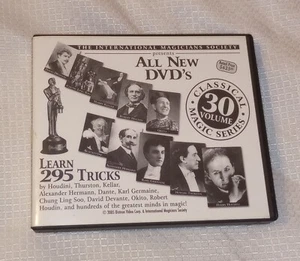 THE INTERNATIONAL MAGICIANS SOCIETY
presents
ALL NEW
DVD's
CLASSICAL
30
VOLUME
MAGIC SERIES
LEARN
295 TRICKS
by Houdini, Thurston, Kellar,
Alexander Hermann, Dante, Karl Germaine,
Chung Ling Soo, David Devante, Okito, Robert
Houdin, and hundreds of the greatest minds in magic!